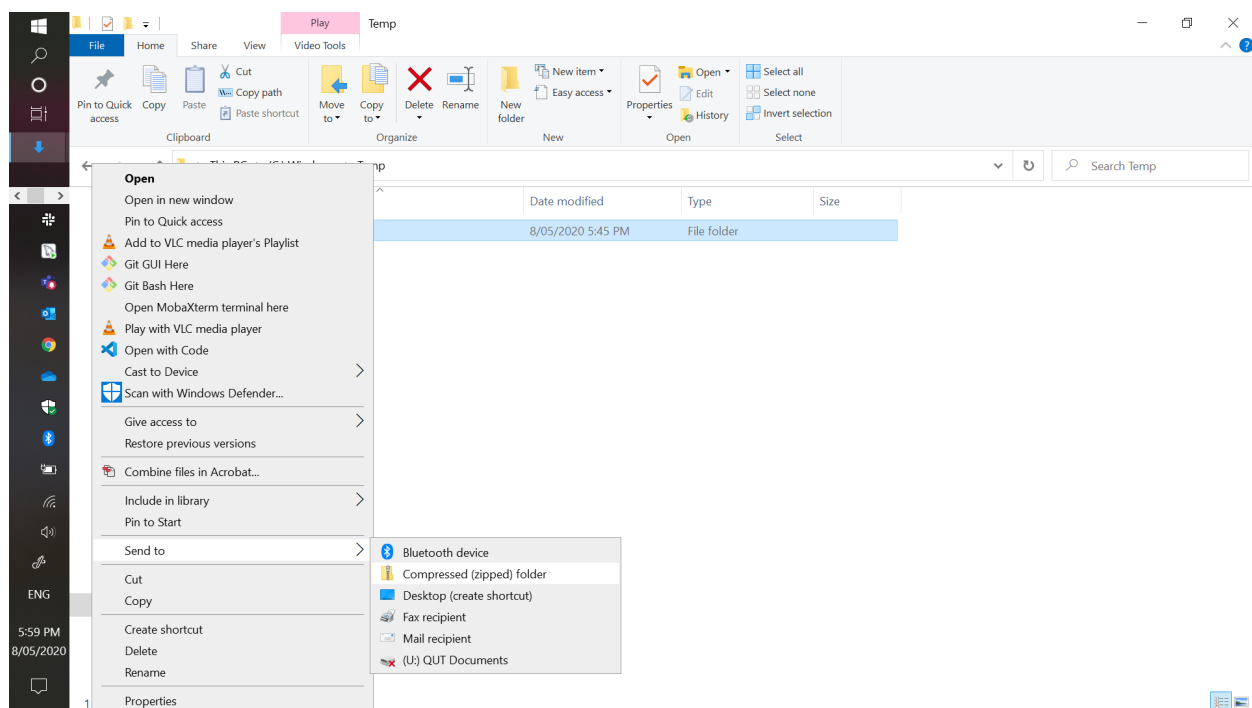 Play
Temp
File
Home
Share
View
Video Tools
Pin to Quick access
Copy
Paste
Cut
Copy path
Paste shortcut
Move to
Copy to
Delete
Rename
New folder
New item
Easy access
Properties
Open
Edit
History
Select all
Select none
Invert selection
Clipboard
Organize
New
Open
Select
Search Temp
Date modified
Type
Size
8/05/2020 5:45 PM
File folder
Open
Open in new window
Pin to Quick access
Add to VLC media player's Playlist
Git GUI Here
Git Bash Here
Open MobaXterm terminal here
Play with VLC media player
Open with Code
Cast to Device
Scan with Windows Defender...
Give access to
Restore previous versions
Combine files in Acrobat...
Include in library
Pin to Start
Send to
Cut
Copy
Create shortcut
Delete
Rename
Properties
Bluetooth device
Compressed (zipped) folder
Desktop (create shortcut)
Fax recipient
Mail recipient
(U:) QUT Documents
ENG
5:59 PM
8/05/2020
1